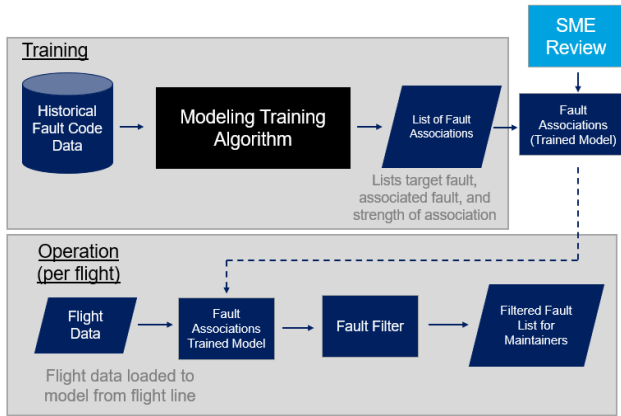 Training
SME
Review
Historical
Fault Code
Data
Modeling Training
Algorithm
List of Fault
Associations
Fault
Associations
(Trained Model)
Lists target fault,
associated fault, and
strength of association
Operation
(per flight)
Flight
Data
Fault
Associations
Trained Model
Fault Filter
Filtered Fault
List for
Maintainers
Flight data loaded to
model from flight line